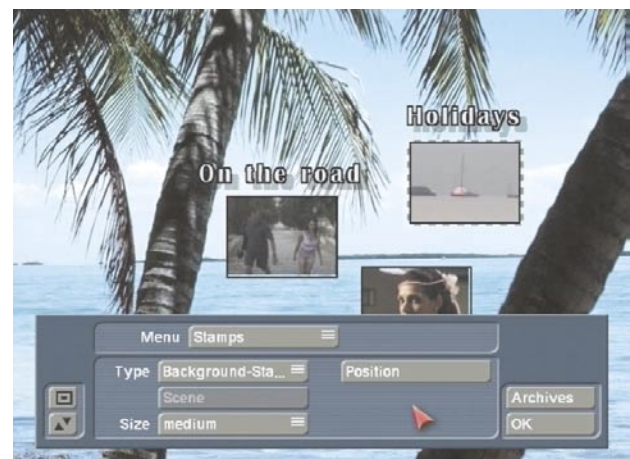 Holidays
On the road
Menu Stamps
Type Background-Sta... Position
Scene Archives
Size medium OK